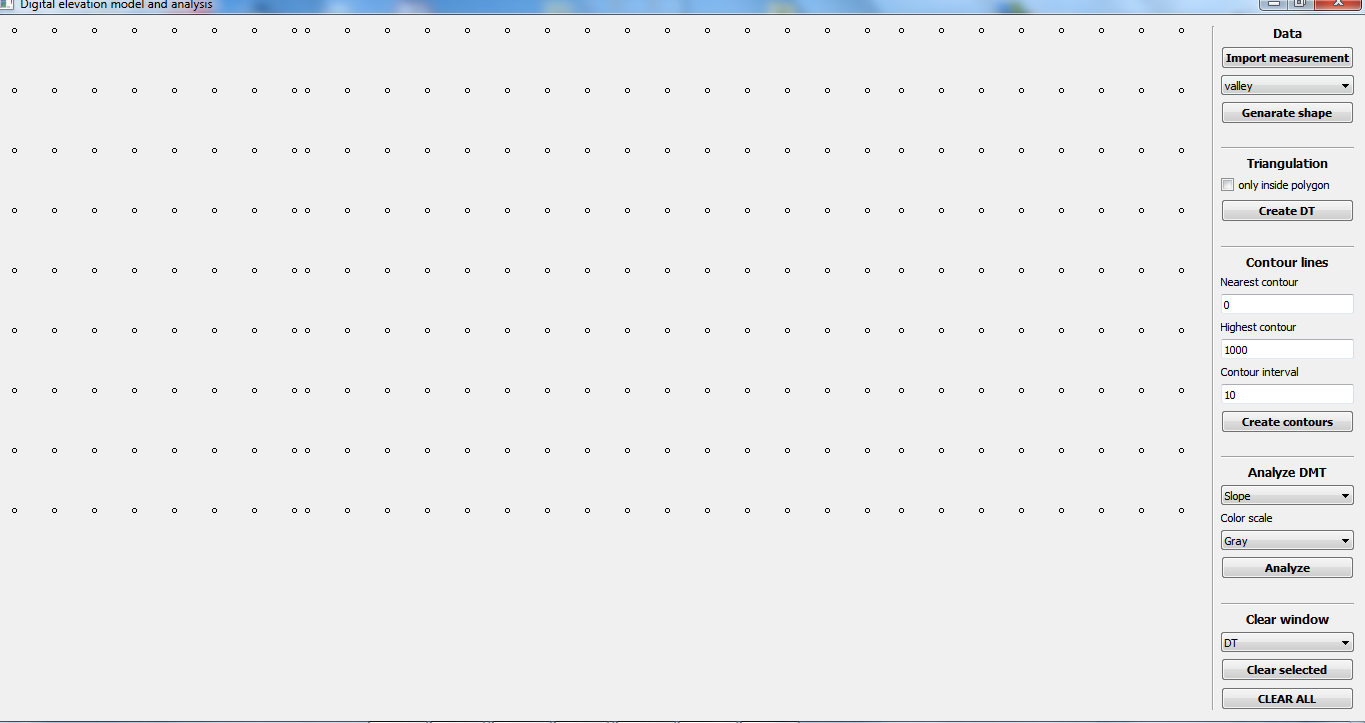 Digital elevation model and analysis
Data
Import measurement
valley
Genarate shape
Triangulation
only inside polygon
Create DT
Contour lines
Nearest contour
0
Highest contour
1000
Contour interval
10
Create contours
Analyze DMT
Slope
Color scale
Gray
Analyze
Clear window
DT
Clear selected
CLEAR ALL